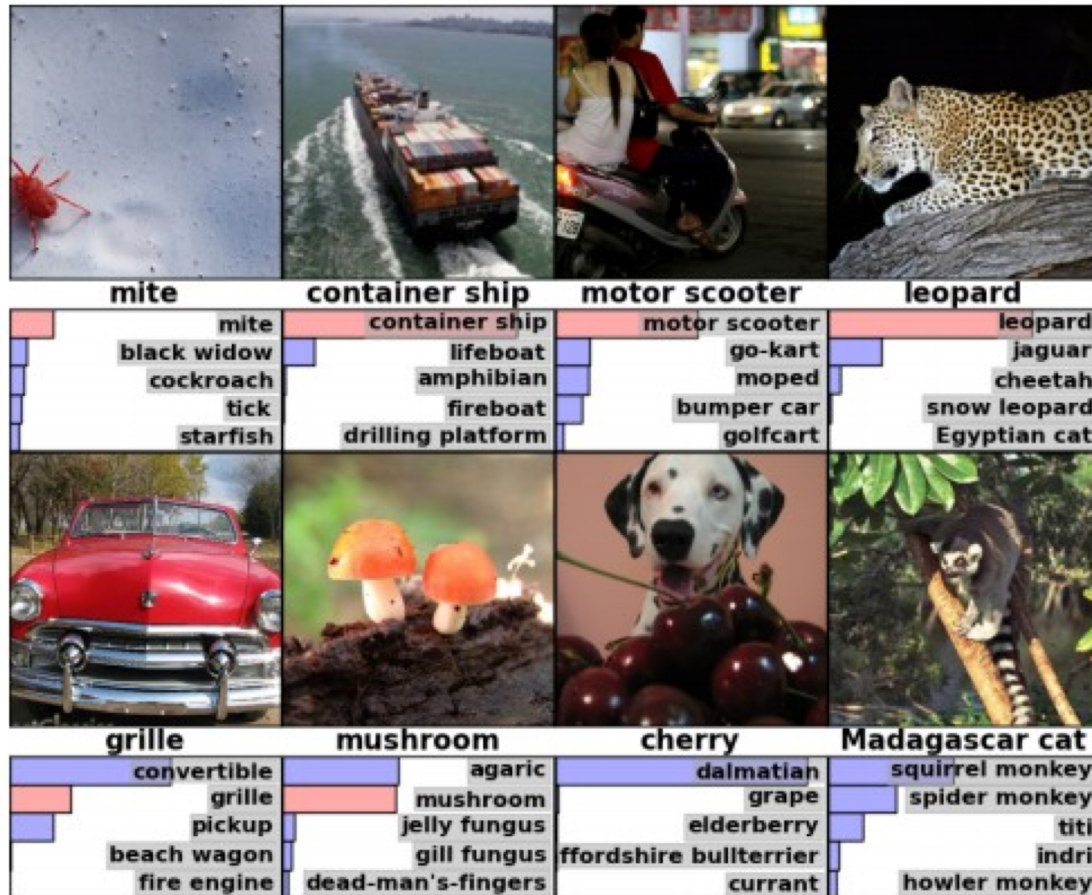 mite
container ship
motor scooter
leopard
mite
black widow
cockroach
tick
starfish
container ship
lifeboat
amphibian
fireboat
drilling platform
motor scooter
go-kart
moped
bumper car
golfcart
leopard
jaguar
cheetah
snow leopard
Egyptian cat
grille
mushroom
cherry
Madagascar cat
convertible
grille
pickup
beach wagon
fire engine
agaric
mushroom
jelly fungus
gill fungus
dead-man's-fingers
dalmatian
grape
elderberry
ffordshire bullterrier
currant
squirrel monkey
spider monkey
titi
indri
howler monkey